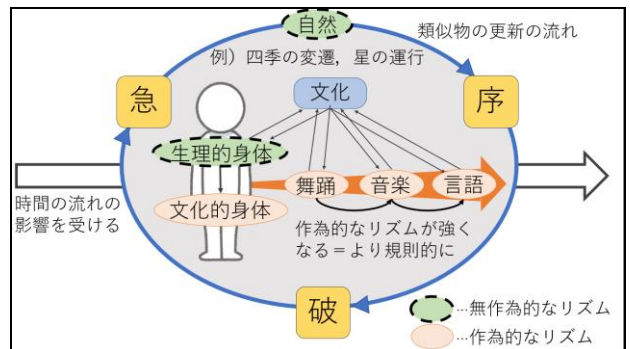 自然
類似物の更新の流れ
例）四季の変遷，星の運行
急
文化
序
生理的身体
時間の流れの
影響を受ける
文化的身体
舞踊
音楽
言語
作為的なリズムが強く
なる＝より規則的に
破
…無作為的なリズム
…作為的なリズム